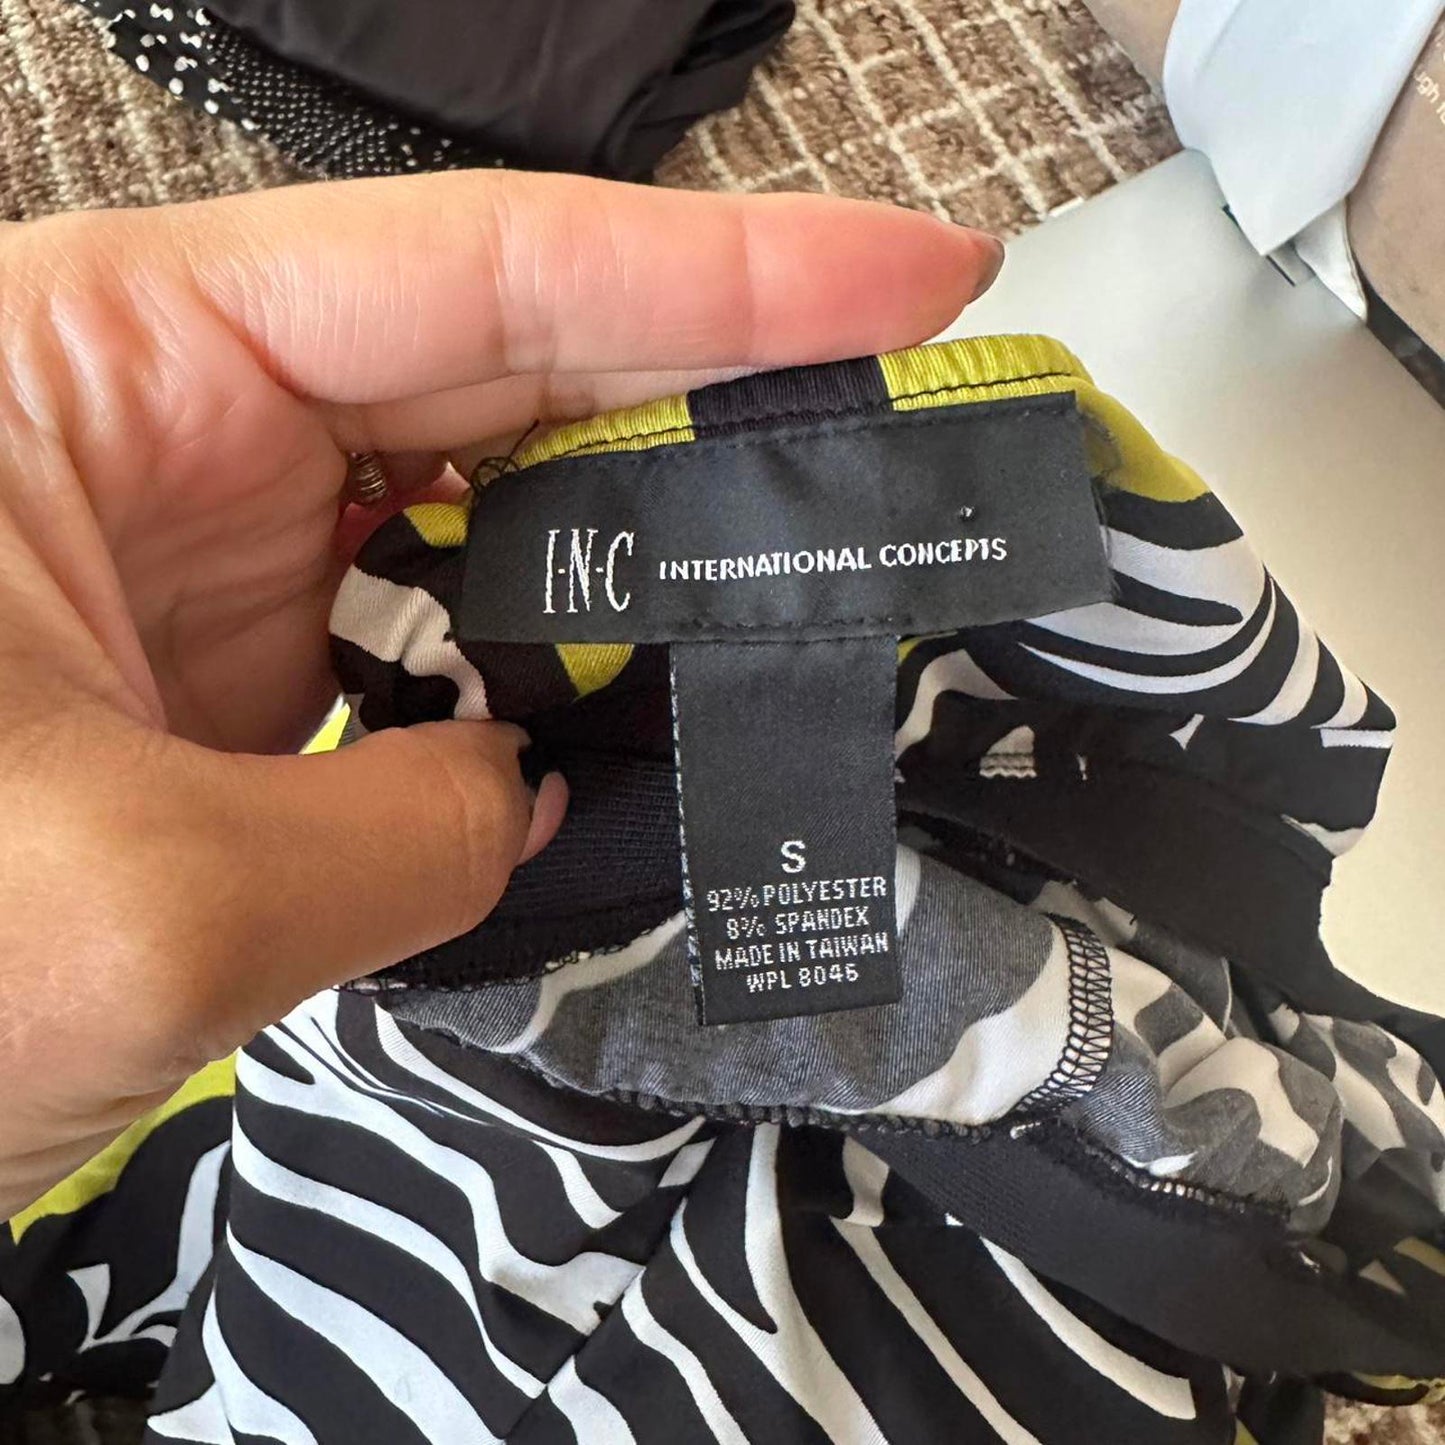 I·N·C INTERNATIONAL CONCEPTS
S
92% POLYESTER
8% SPANDEX
MADE IN TAIWAN
WPL 8046